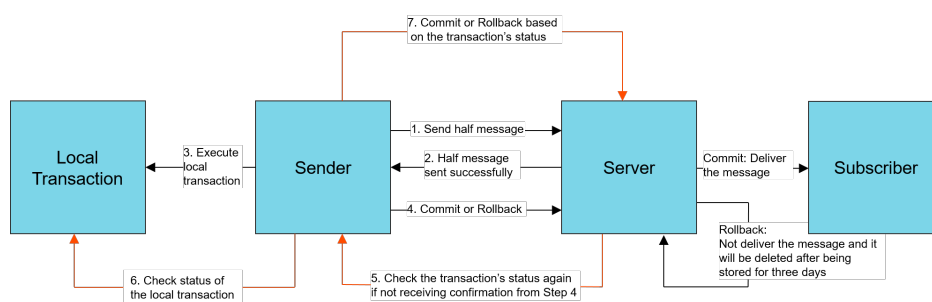 7. Commit or Rollback based
on the transaction's status
Local
Transaction
3. Execute
local
transaction
Sender
1. Send half message
2. Half message
sent successfully
4. Commit or Rollback
Server
Commit: Deliver
the message
Subscriber
Rollback:
Not deliver the message and it
will be deleted after being
stored for three days
6. Check status of
the local transaction
5. Check the transaction's status again
if not receiving confirmation from Step 4